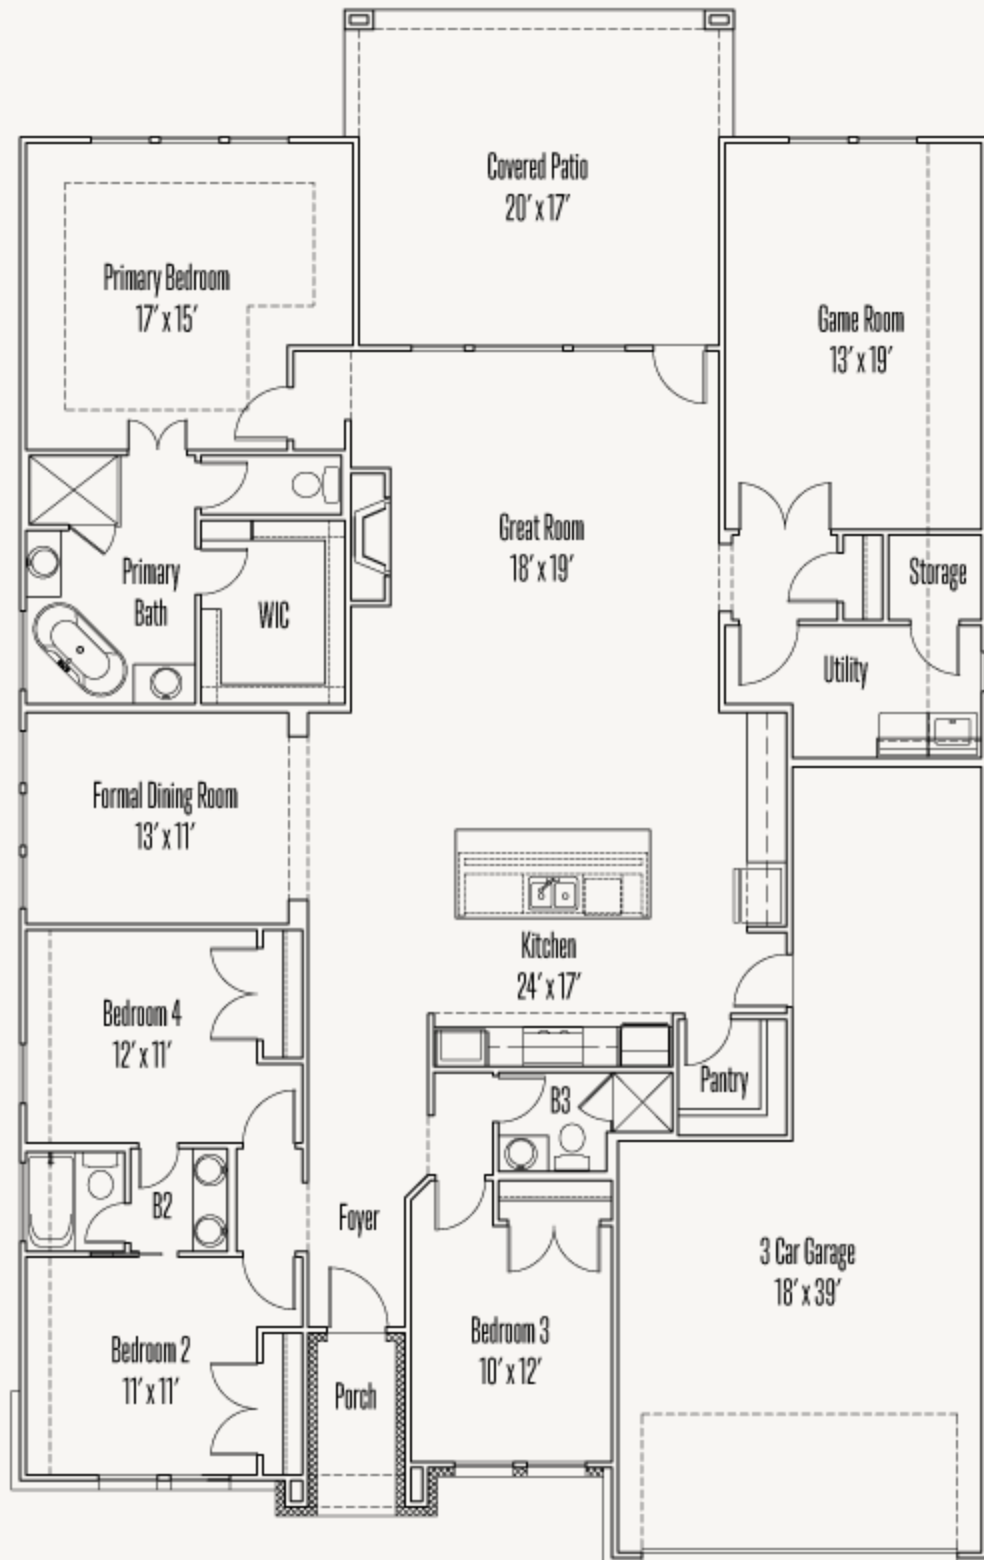 Covered Patio
20' x 17'
Primary Bedroom
17' x 15'
Game Room
13' x 19'
Great Room
18' x 19'
Primary
Bath
WIC
Storage
Utility
Formal Dining Room
13' x 11'
Kitchen
24' x 17'
Bedroom 4
12' x 11'
Pantry
B3
B2
Foyer
3 Car Garage
18' x 39'
Bedroom 3
10' x 12'
Bedroom 2
11' x 11'
Porch